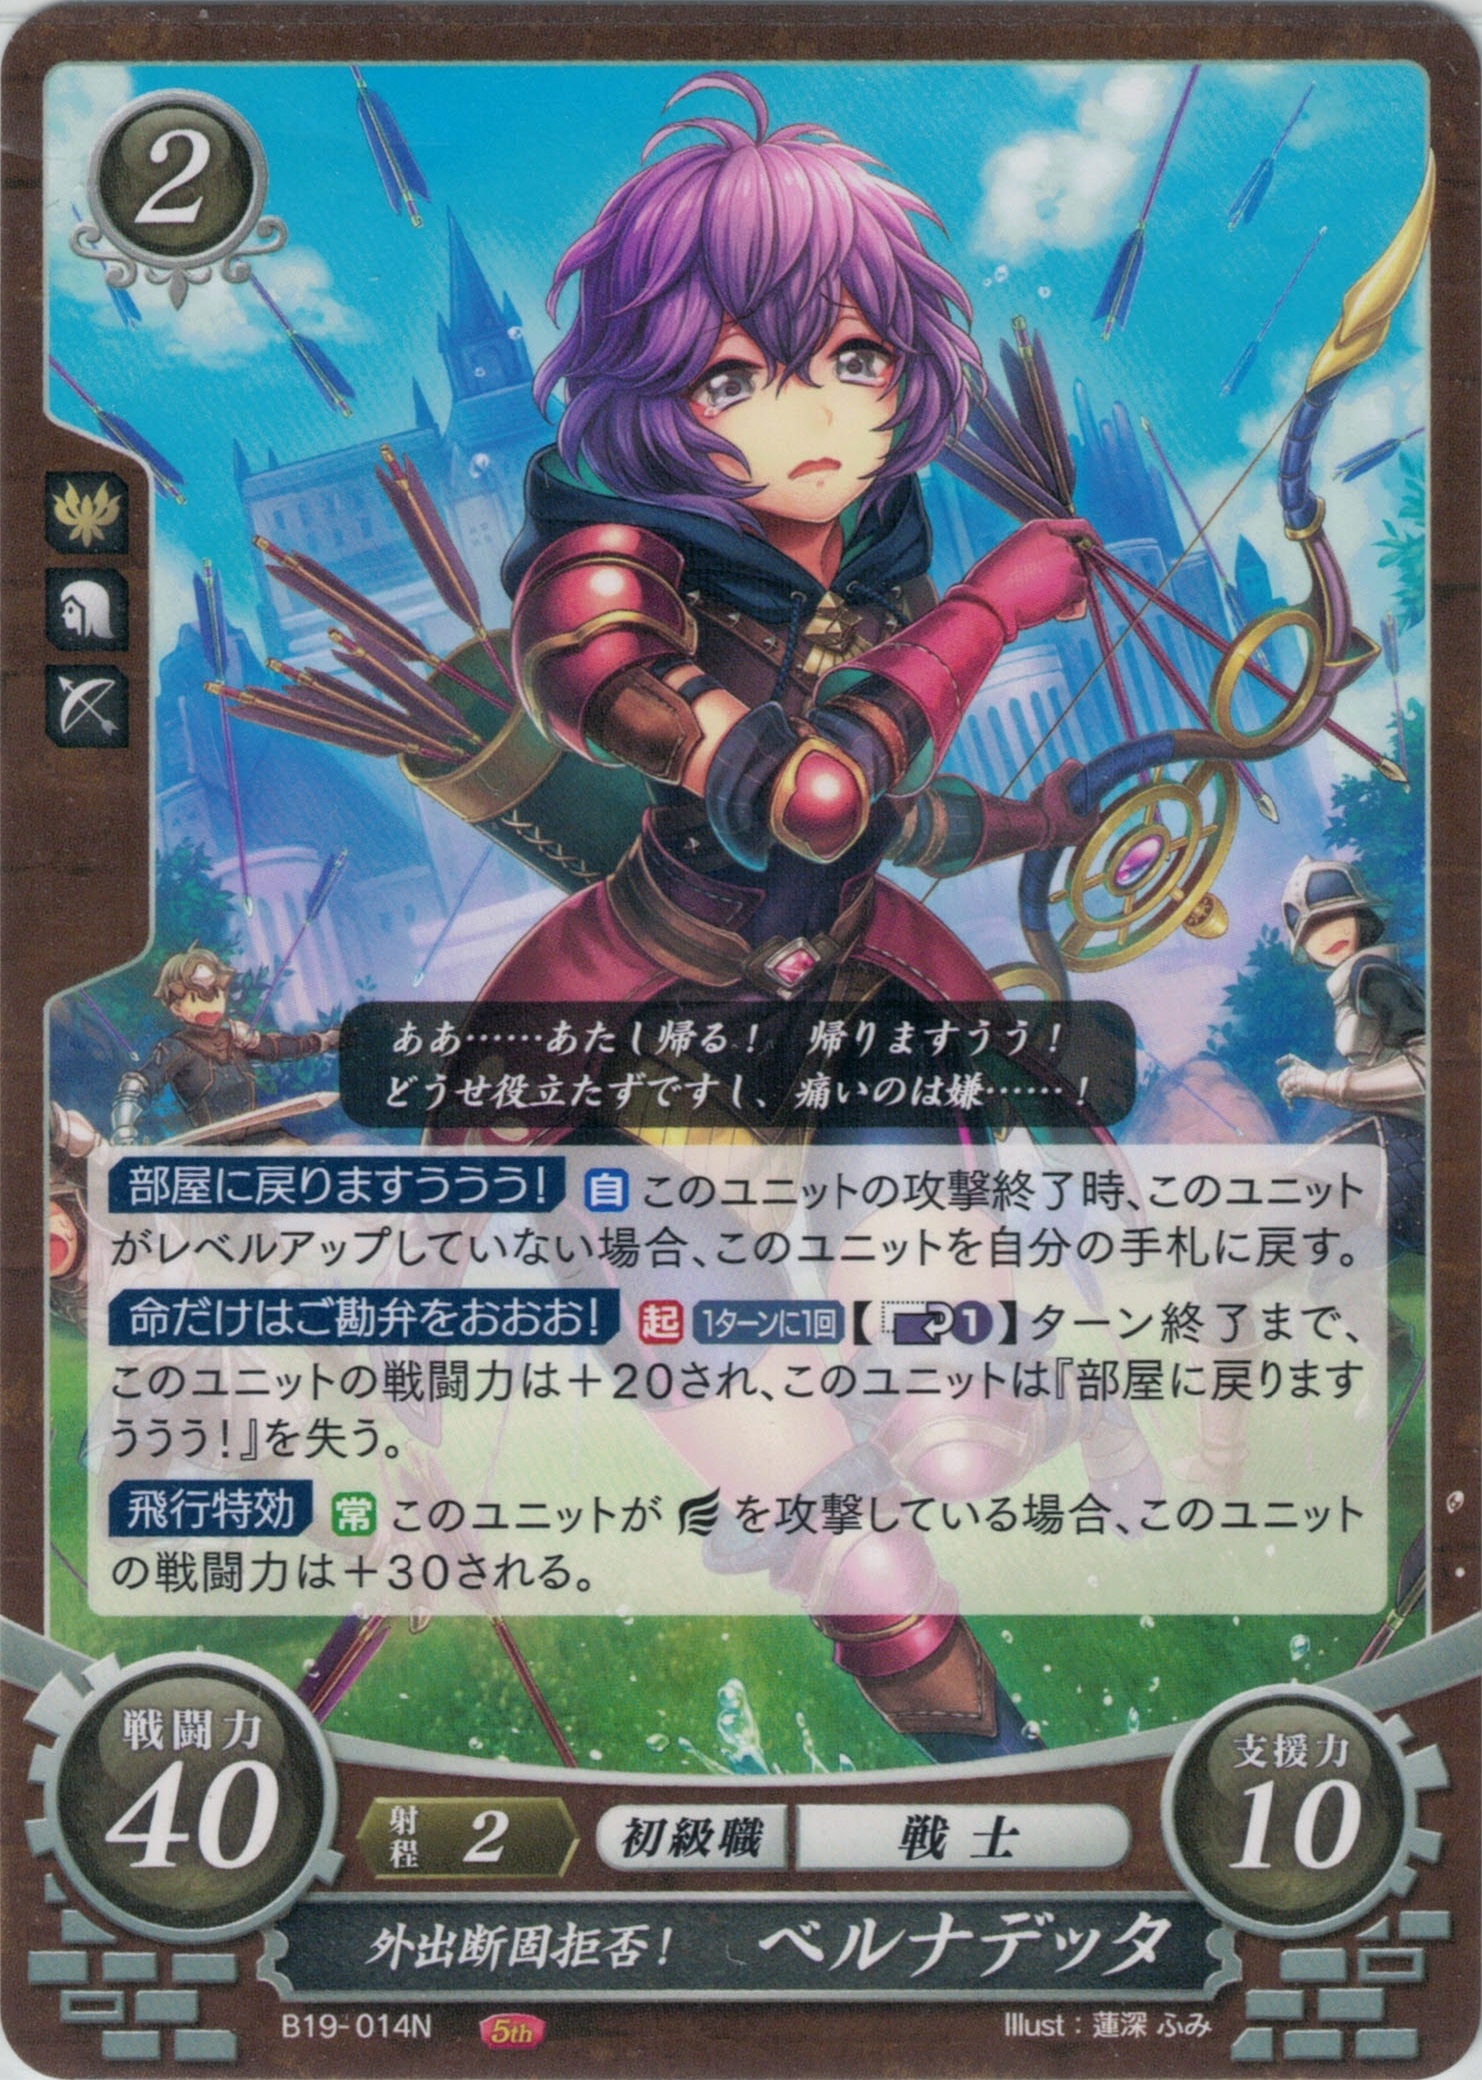 2
ああ……あたし帰る！　帰りますうう！
どうせ役立たずですし、痛いのは嫌……！
部屋に戻りますううう！ 自 このユニットの攻撃終了時、このユニット
がレベルアップしていない場合、このユニットを自分の手札に戻す。
命だけはご勘弁をおおお！ 起 1ターンに1回【1】ターン終了まで、
このユニットの戦闘力は＋20され、このユニットは『部屋に戻ります
ううう！』を失う。
飛行特効 常 このユニットが を攻撃している場合、このユニット
の戦闘力は＋30される。
戦闘力
40
射程 2
初級職 戦士
支援力
10
外出断固拒否！ ベルナデッタ
B19-014N 5th Illust：蓮深 ふみ